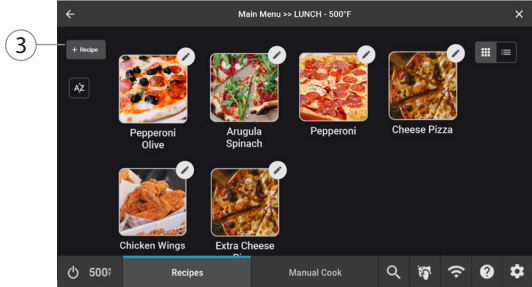 Main Menu >> LUNCH - 500°F
3
+ Recipe
AZ
Pepperoni
Olive
Arugula
Spinach
Pepperoni
Cheese Pizza
Chicken Wings
Extra Cheese
500°F
Recipes
Manual Cook